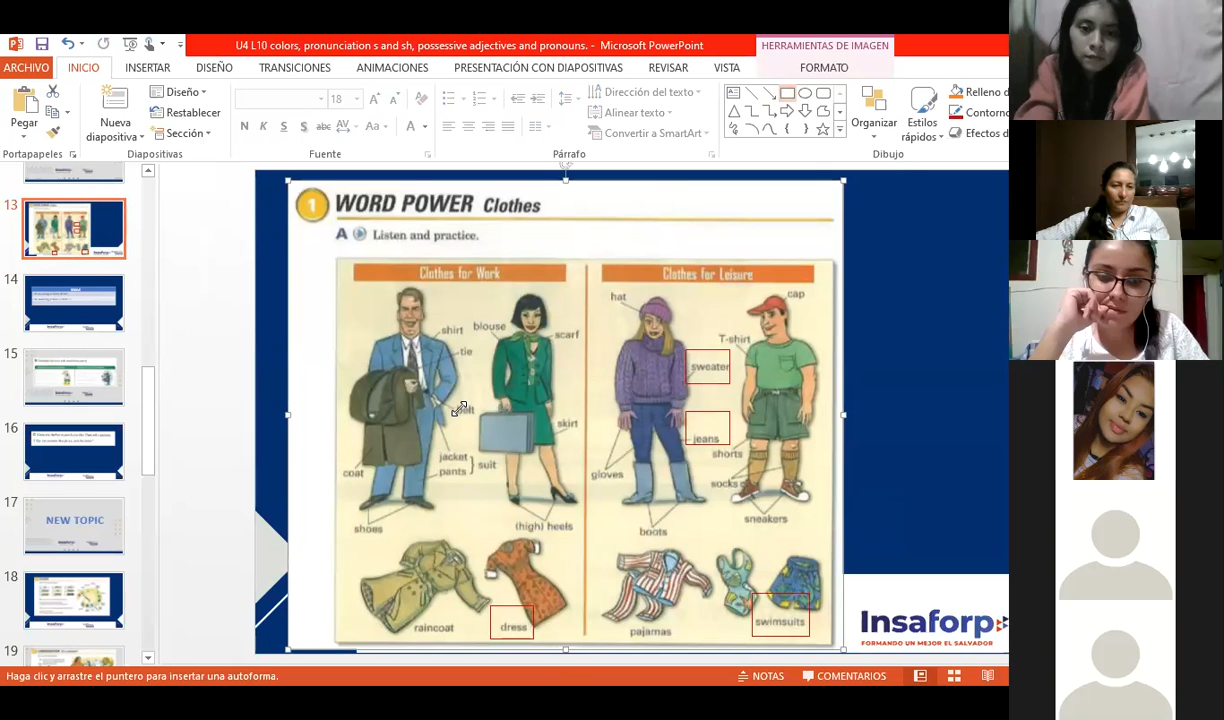 U4 L10 colors, pronunciation s and sh, possessive adjectives and pronouns. - Microsoft PowerPoint
HERRAMIENTAS DE IMAGEN
ARCHIVO INICIO INSERTAR DISEÑO TRANSICIONES ANIMACIONES PRESENTACIÓN CON DIAPOSITIVAS REVISAR VISTA FORMATO
Pegar
Nueva diapositiva
Diseño
Restablecer
Sección
18
N K S S abc AV Aa A
Dirección del texto
Alinear texto
Convertir a SmartArt
Organizar
Estilos rápidos
Relleno d
Contorno
Efectos d
Portapapeles Diapositivas Fuente Párrafo Dibujo
13
14
15
16
17
NEW TOPIC
18
19
1 WORD POWER Clothes
A Listen and practice.
Clothes for Work
Clothes for Leisure
shirt
blouse
scarf
tie
skirt
jacket
pants
suit
coat
shoes
(high) heels
raincoat
dress
hat
cap
T-shirt
sweater
jeans
shorts
gloves
socks
sneakers
boots
pajamas
swimsuits
Insaforp
FORMANDO UN MEJOR EL SALVADOR
Haga clic y arrastre el puntero para insertar una autoforma.
NOTAS COMENTARIOS